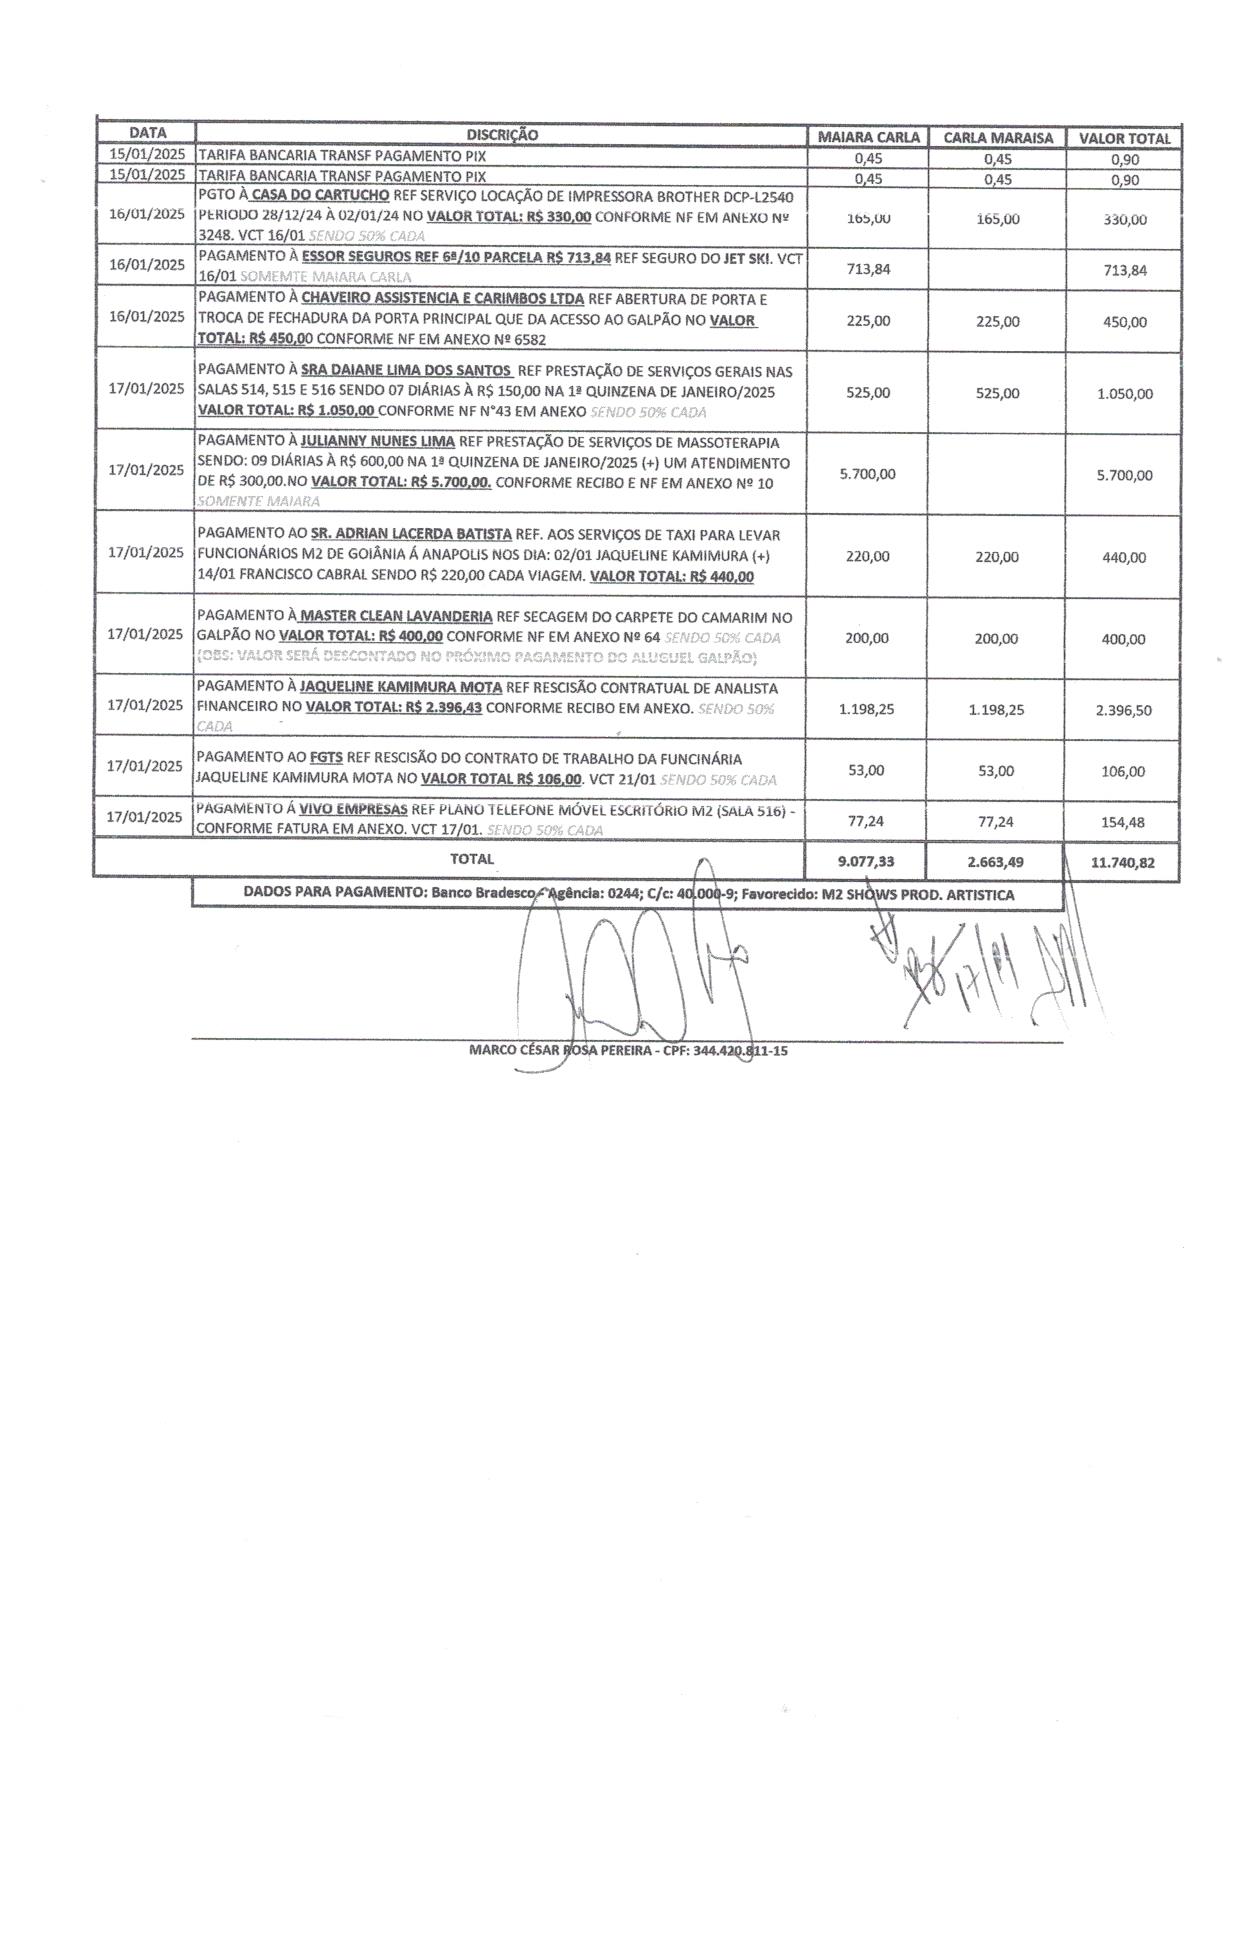 DATA DISCRIÇÃO MAIARA CARLA CARLA MARAISA VALOR TOTAL
15/01/2025 TARIFA BANCARIA TRANSF PAGAMENTO PIX 0,45 0,45 0,90
15/01/2025 TARIFA BANCARIA TRANSF PAGAMENTO PIX 0,45 0,45 0,90
PGTO À CASA DO CARTUCHO REF SERVIÇO LOCAÇÃO DE IMPRESSORA BROTHER DCP-L2540
16/01/2025 PERIODO 28/12/24 À 02/01/24 NO VALOR TOTAL: R$ 330,00 CONFORME NF EM ANEXO Nº 165,00 165,00 330,00
3248. VCT 16/01 SENDO 50% CADA
PAGAMENTO À ESSOR SEGUROS REF 6ª/10 PARCELA R$ 713,84 REF SEGURO DO JET SKI. VCT
16/01/2025 16/01 SOMEMTE MAIARA CARLA 713,84 713,84
PAGAMENTO À CHAVEIRO ASSISTENCIA E CARIMBOS LTDA REF ABERTURA DE PORTA E
16/01/2025 TROCA DE FECHADURA DA PORTA PRINCIPAL QUE DA ACESSO AO GALPÃO NO VALOR 225,00 225,00 450,00
TOTAL: R$ 450,00 CONFORME NF EM ANEXO Nº 6582
PAGAMENTO À SRA DAIANE LIMA DOS SANTOS REF PRESTAÇÃO DE SERVIÇOS GERAIS NAS
17/01/2025 SALAS 514, 515 E 516 SENDO 07 DIÁRIAS À R$ 150,00 NA 1ª QUINZENA DE JANEIRO/2025 525,00 525,00 1.050,00
VALOR TOTAL: R$ 1.050,00 CONFORME NF N°43 EM ANEXO SENDO 50% CADA
PAGAMENTO À JULIANNY NUNES LIMA REF PRESTAÇÃO DE SERVIÇOS DE MASSOTERAPIA
17/01/2025 SENDO: 09 DIÁRIAS À R$ 600,00 NA 1ª QUINZENA DE JANEIRO/2025 (+) UM ATENDIMENTO 5.700,00 5.700,00
DE R$ 300,00.NO VALOR TOTAL: R$ 5.700,00. CONFORME RECIBO E NF EM ANEXO Nº 10
SOMENTE MAIARA
PAGAMENTO AO SR. ADRIAN LACERDA BATISTA REF. AOS SERVIÇOS DE TAXI PARA LEVAR
17/01/2025 FUNCIONÁRIOS M2 DE GOIÂNIA Á ANAPOLIS NOS DIA: 02/01 JAQUELINE KAMIMURA (+) 220,00 220,00 440,00
14/01 FRANCISCO CABRAL SENDO R$ 220,00 CADA VIAGEM. VALOR TOTAL: R$ 440,00
PAGAMENTO À MASTER CLEAN LAVANDERIA REF SECAGEM DO CARPETE DO CAMARIM NO
17/01/2025 GALPÃO NO VALOR TOTAL: R$ 400,00 CONFORME NF EM ANEXO Nº 64 SENDO 50% CADA 200,00 200,00 400,00
(OBS: VALOR SERÁ DESCONTADO NO PRÓXIMO PAGAMENTO DO ALUGUEL GALPÃO)
PAGAMENTO À JAQUELINE KAMIMURA MOTA REF RESCISÃO CONTRATUAL DE ANALISTA
17/01/2025 FINANCEIRO NO VALOR TOTAL: R$ 2.396,43 CONFORME RECIBO EM ANEXO. SENDO 50% 1.198,25 1.198,25 2.396,50
CADA
PAGAMENTO AO FGTS REF RESCISÃO DO CONTRATO DE TRABALHO DA FUNCINÁRIA
17/01/2025 JAQUELINE KAMIMURA MOTA NO VALOR TOTAL R$ 106,00. VCT 21/01 SENDO 50% CADA 53,00 53,00 106,00
PAGAMENTO Á VIVO EMPRESAS REF PLANO TELEFONE MÓVEL ESCRITÓRIO M2 (SALA 516) -
17/01/2025 CONFORME FATURA EM ANEXO. VCT 17/01. SENDO 50% CADA 77,24 77,24 154,48
TOTAL 9.077,33 2.663,49 11.740,82
DADOS PARA PAGAMENTO: Banco Bradesco - Agência: 0244; C/c: 40.000-9; Favorecido: M2 SHOWS PROD. ARTISTICA
17/01
MARCO CÉSAR ROSA PEREIRA - CPF: 344.420.811-15